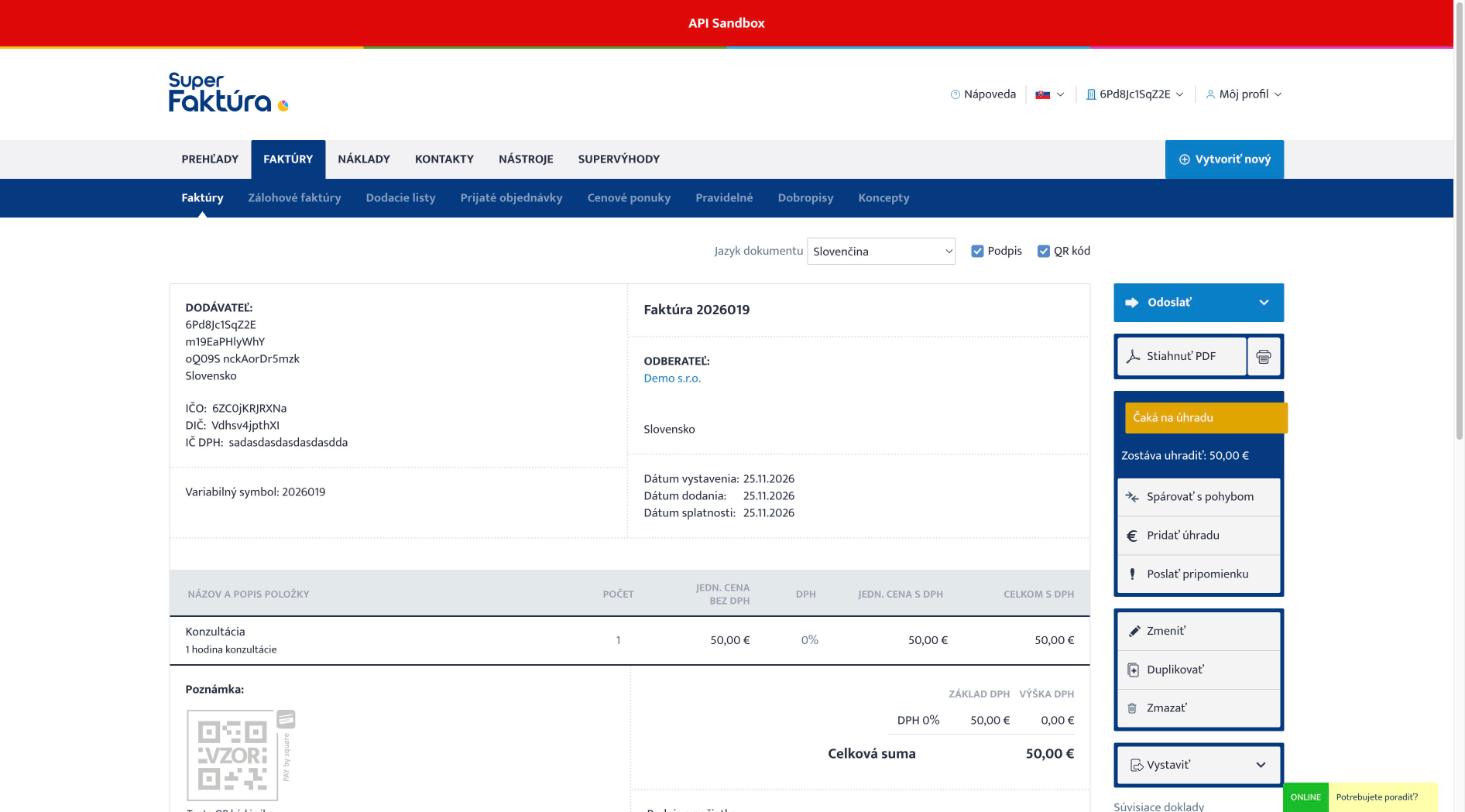 API Sandbox
Super
Faktúra
Nápoveda
6Pd8Jc1SqZ2E
Môj profil
PREHĽADY
FAKTÚRY
NÁKLADY
KONTAKTY
NÁSTROJE
SUPERVÝHODY
Vytvoriť nový
Faktúry
Zálohové faktúry
Dodacie listy
Prijaté objednávky
Cenové ponuky
Pravidelné
Dobropisy
Koncepty
Jazyk dokumentu
Slovenčina
Podpis
QR kód
DODÁVATEĽ:
6Pd8Jc1SqZ2E
m19EaPHlyWhY
oQ09S nckAorDr5mzk
Slovensko
IČO: 6ZC0jKRJRXNa
DIČ: Vdhsv4jpthXI
IČ DPH: sadasdasdasdasdasdda
Variabilný symbol: 2026019
Faktúra 2026019
ODBERATEĽ:
Demo s.r.o.
Slovensko
Dátum vystavenia: 25.11.2026
Dátum dodania: 25.11.2026
Dátum splatnosti: 25.11.2026
NÁZOV A POPIS POLOŽKY
POČET
JEDN. CENA
BEZ DPH
DPH
JEDN. CENA S DPH
CELKOM S DPH
Konzultácia
1 hodina konzultácie
1
50,00 €
0%
50,00 €
50,00 €
Poznámka:
VZOR
PAY by square
ZÁKLAD DPH
VÝŠKA DPH
DPH 0%
50,00 €
0,00 €
Celková suma
50,00 €
Odoslať
Stiahnuť PDF
Čaká na úhradu
Zostáva uhradiť: 50,00 €
Spárovať s pohybom
Pridať úhradu
Poslať pripomienku
Zmeniť
Duplikovať
Zmazať
Vystaviť
Súvisiace doklady
ONLINE
Potrebujete poradiť?